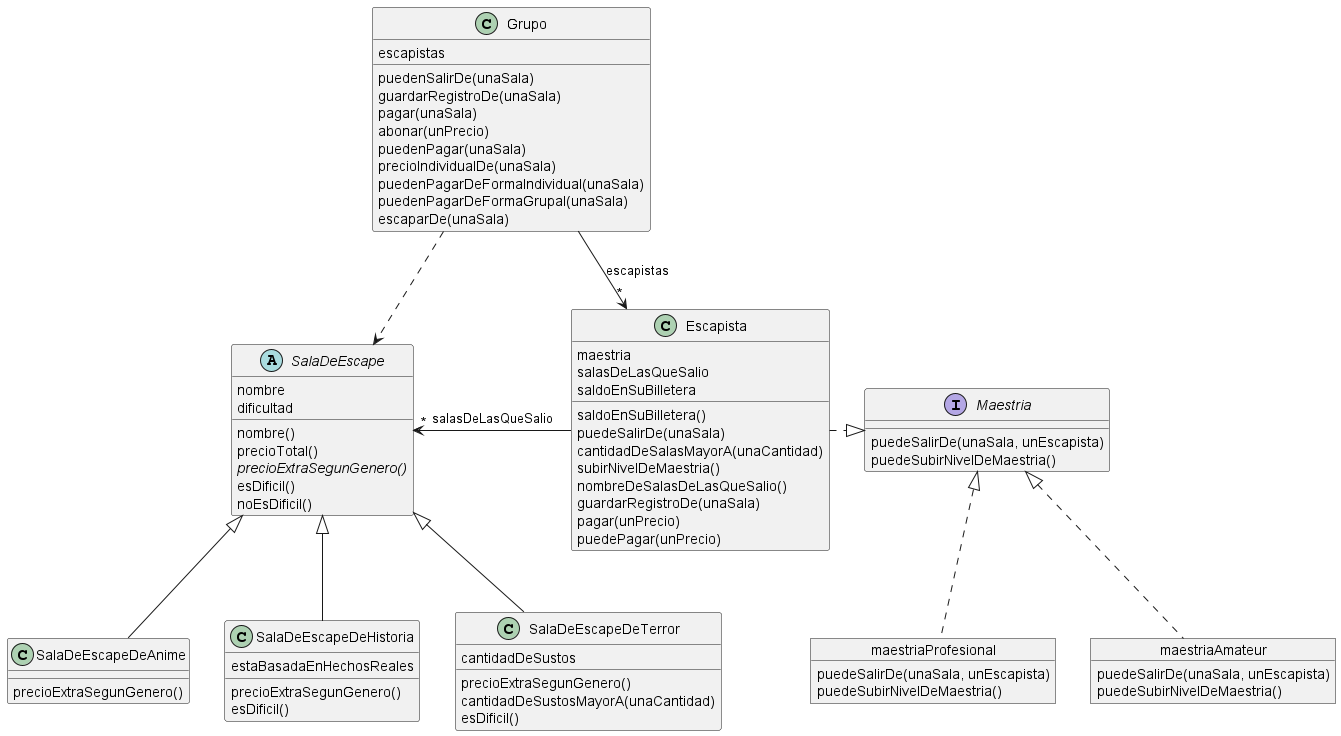 C Grupo
escapistas
puedenSalirDe(unaSala)
guardarRegistroDe(unaSala)
pagar(unaSala)
abonar(unPrecio)
puedenPagar(unaSala)
precioIndividualDe(unaSala)
puedenPagarDeFormaIndividual(unaSala)
puedenPagarDeFormaGrupal(unaSala)
escaparDe(unaSala)
escapistas
*
A SalaDeEscape
nombre
dificultad
nombre()
precioTotal()
precioExtraSegunGenero()
esDificil()
noEsDificil()
* salasDeLasQueSalio
C Escapista
maestria
salasDeLasQueSalio
saldoEnSuBilletera
saldoEnSuBilletera()
puedeSalirDe(unaSala)
cantidadDeSalasMayorA(unaCantidad)
subirNivelDeMaestria()
nombreDeSalasDeLasQueSalio()
guardarRegistroDe(unaSala)
pagar(unPrecio)
puedePagar(unPrecio)
I Maestria
puedeSalirDe(unaSala, unEscapista)
puedeSubirNivelDeMaestria()
C SalaDeEscapeDeAnime
precioExtraSegunGenero()
C SalaDeEscapeDeHistoria
estaBasadaEnHechosReales
precioExtraSegunGenero()
esDificil()
C SalaDeEscapeDeTerror
cantidadDeSustos
precioExtraSegunGenero()
cantidadDeSustosMayorA(unaCantidad)
esDificil()
maestriaProfesional
puedeSalirDe(unaSala, unEscapista)
puedeSubirNivelDeMaestria()
maestriaAmateur
puedeSalirDe(unaSala, unEscapista)
puedeSubirNivelDeMaestria()